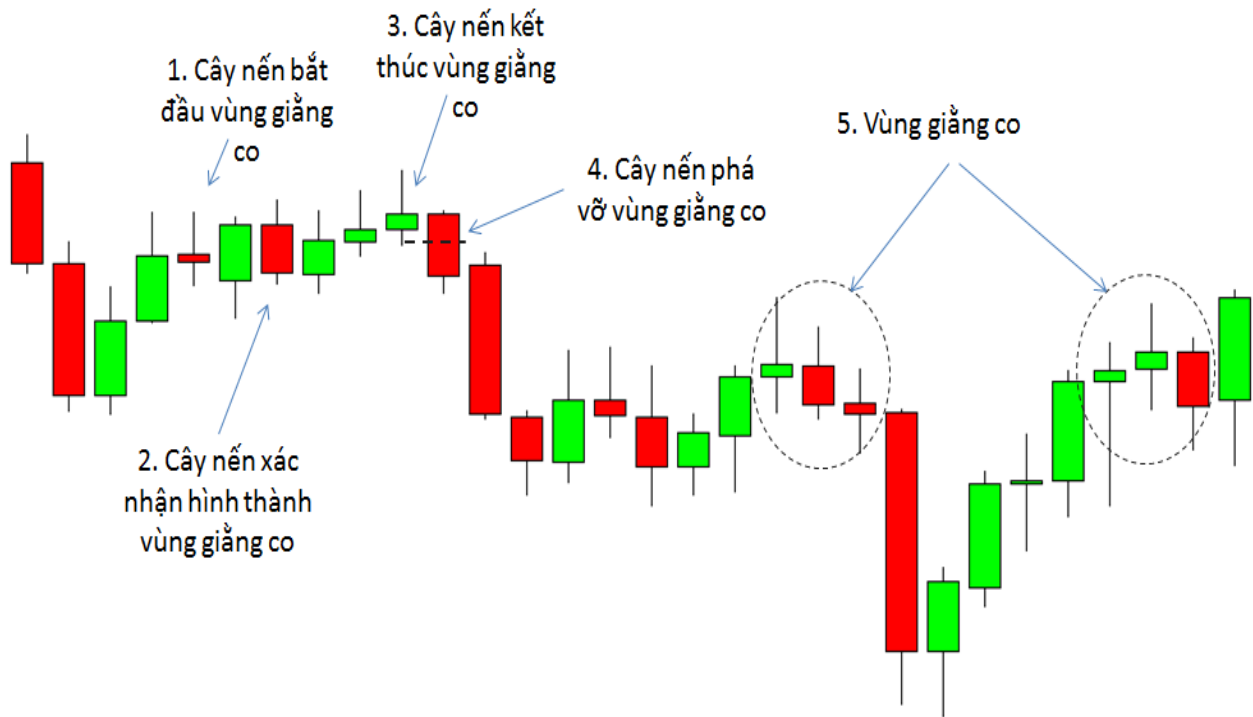 1. Cây nến bắt
đầu vùng giằng
co
3. Cây nến kết
thúc vùng giằng
co
4. Cây nến phá
vỡ vùng giằng co
5. Vùng giằng co
2. Cây nến xác
nhận hình thành
vùng giằng co